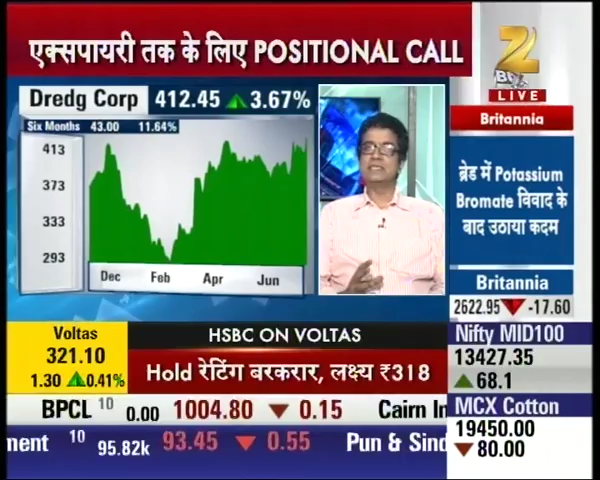 एक्सपायरी तक के लिए POSITIONAL CALL
Z
LIVE
Dredg Corp 412.45 3.67%
Six Months 43.00 11.64%
413
373
333
293
Dec Feb Apr Jun
Britannia
ब्रेड में Potassium
Bromate विवाद के
बाद उठाया कदम
Britannia
2622.95 -17.60
Voltas
321.10
1.30 0.41%
HSBC ON VOLTAS
Hold रेटिंग बरकरार, लक्ष्य ₹318
Nifty MID100
13427.35
68.1
BPCL 10 0.00 1004.80 0.15 Cairn In
MCX Cotton
19450.00
80.00
ment 10 95.82k 93.45 0.55 Pun & Sind